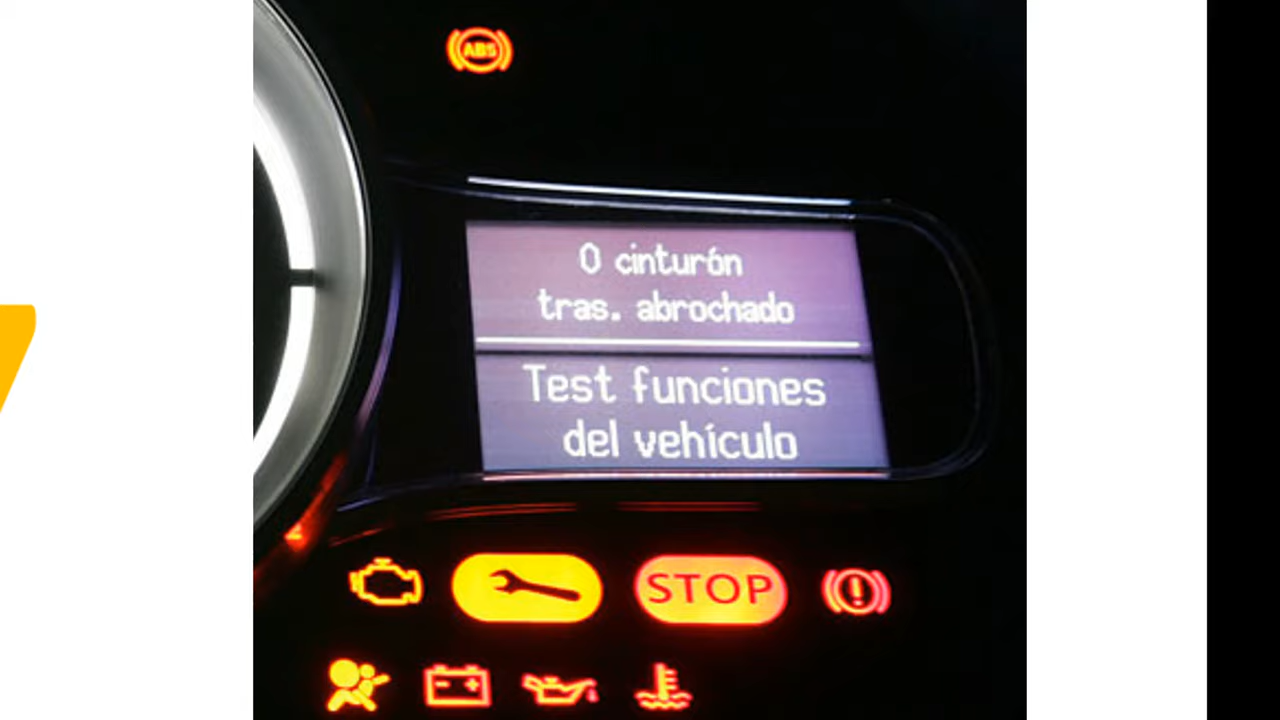 ABS
0 cinturón
tras. abrochado
Test funciones
del vehículo
STOP